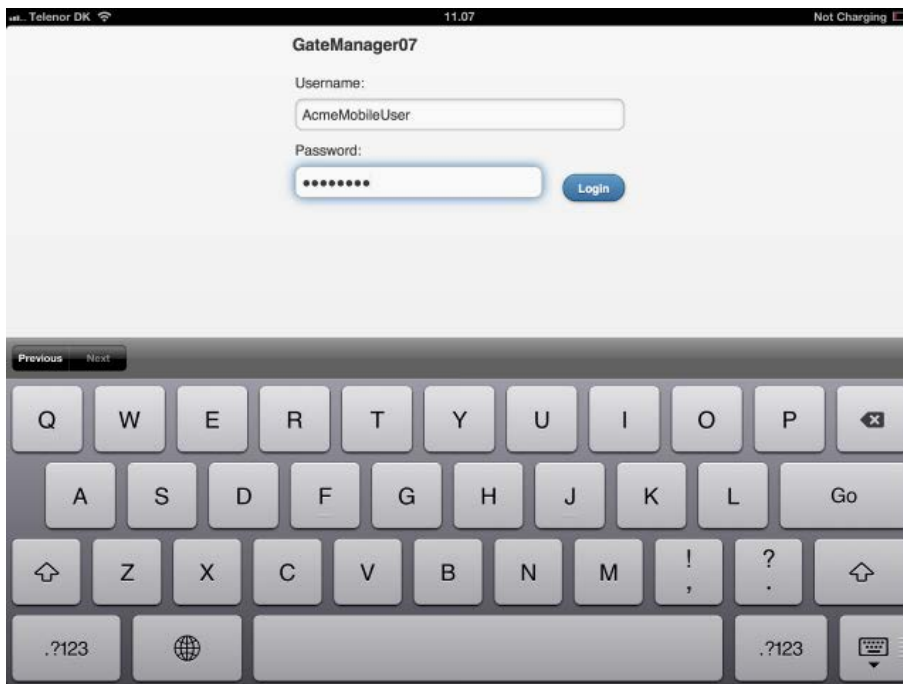 Telenor DK 11.07 Not Charging
GateManager07
Username:
AcmeMobileUser
Password:
••••••••
Login
Previous Next
Q W E R T Y U I O P
A S D F G H J K L Go
Z X C V B N M ! , ? .
.?123 .?123